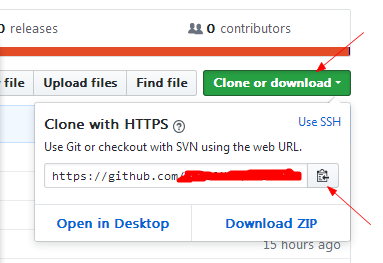 0 releases 0 contributors
file Upload files Find file Clone or download
Clone with HTTPS ? Use SSH
Use Git or checkout with SVN using the web URL.
https://github.com/
Open in Desktop Download ZIP
15 hours ago